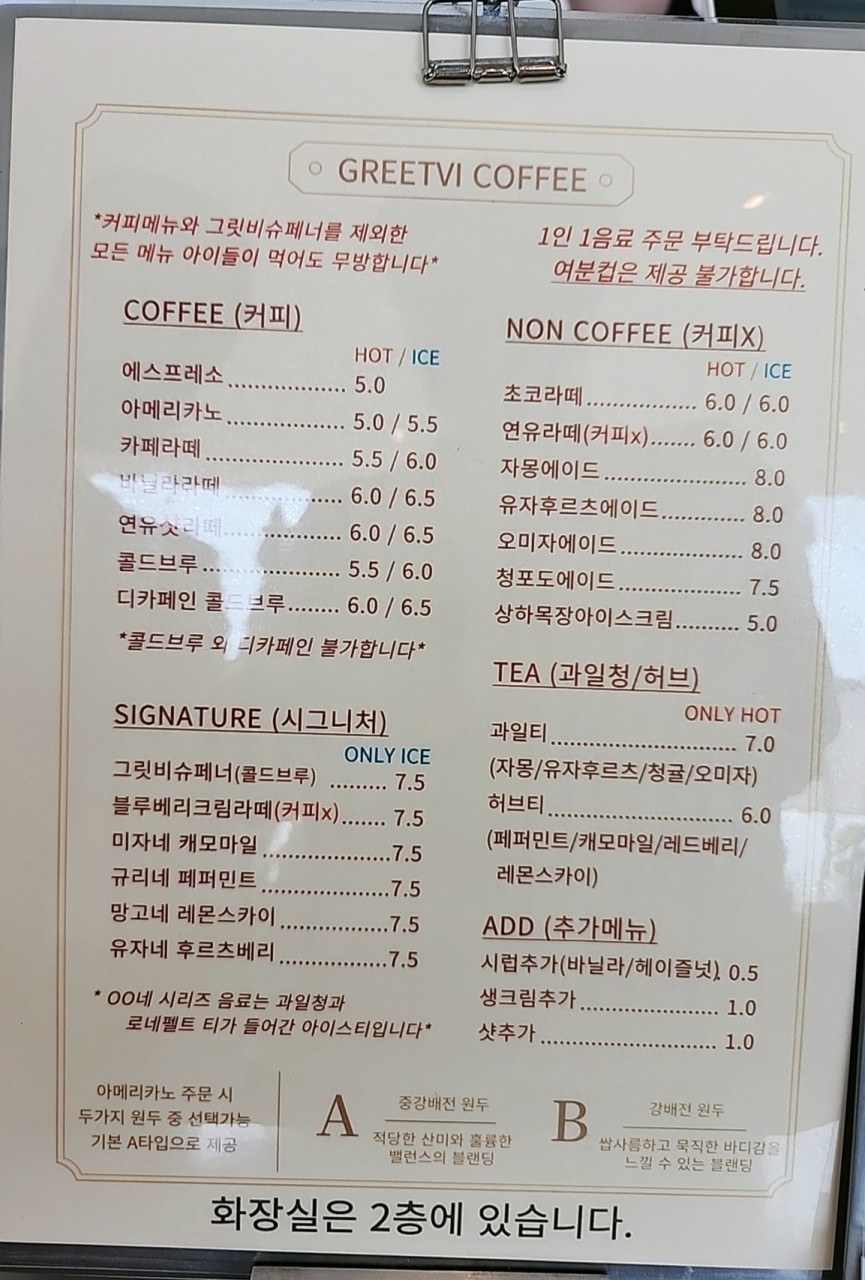 GREETVI COFFEE
*커피메뉴와 그릿비슈페너를 제외한
모든 메뉴 아이들이 먹어도 무방합니다*
1인 1음료 주문 부탁드립니다.
여분컵은 제공 불가합니다.
COFFEE (커피)
HOT / ICE
에스프레소.................... 5.0
아메리카노.................... 5.0 / 5.5
카페라떼....................... 5.5 / 6.0
바닐라라떼.................... 6.0 / 6.5
연유샷라떼.................... 6.0 / 6.5
콜드브루....................... 5.5 / 6.0
디카페인 콜드브루........ 6.0 / 6.5
*콜드브루 외 디카페인 불가합니다*
SIGNATURE (시그니처)
ONLY ICE
그릿비슈페너(콜드브루) ......... 7.5
블루베리크림라떼(커피x)....... 7.5
미자네 캐모마일 .....................7.5
규리네 페퍼민트 .....................7.5
망고네 레몬스카이..................7.5
유자네 후르츠베리..................7.5
* OO네 시리즈 음료는 과일청과
로네펠트 티가 들어간 아이스티입니다*
NON COFFEE (커피X)
HOT / ICE
초코라떼................... 6.0 / 6.0
연유라떼(커피x)....... 6.0 / 6.0
자몽에이드......................... 8.0
유자후르츠에이드.............. 8.0
오미자에이드..................... 8.0
청포도에이드..................... 7.5
상하목장아이스크림.......... 5.0
TEA (과일청/허브)
ONLY HOT
과일티................................ 7.0
(자몽/유자후르츠/청귤/오미자)
허브티................................ 6.0
(페퍼민트/캐모마일/레드베리/
레몬스카이)
ADD (추가메뉴)
시럽추가(바닐라/헤이즐넛). 0.5
생크림추가........................ 1.0
샷추가............................... 1.0
아메리카노 주문 시
두가지 원두 중 선택가능
기본 A타입으로 제공
A
중강배전 원두
적당한 산미와 훌륭한
밸런스의 블랜딩
B
강배전 원두
쌉사름하고 묵직한 바디감을
느낄 수 있는 블랜딩
화장실은 2층에 있습니다.